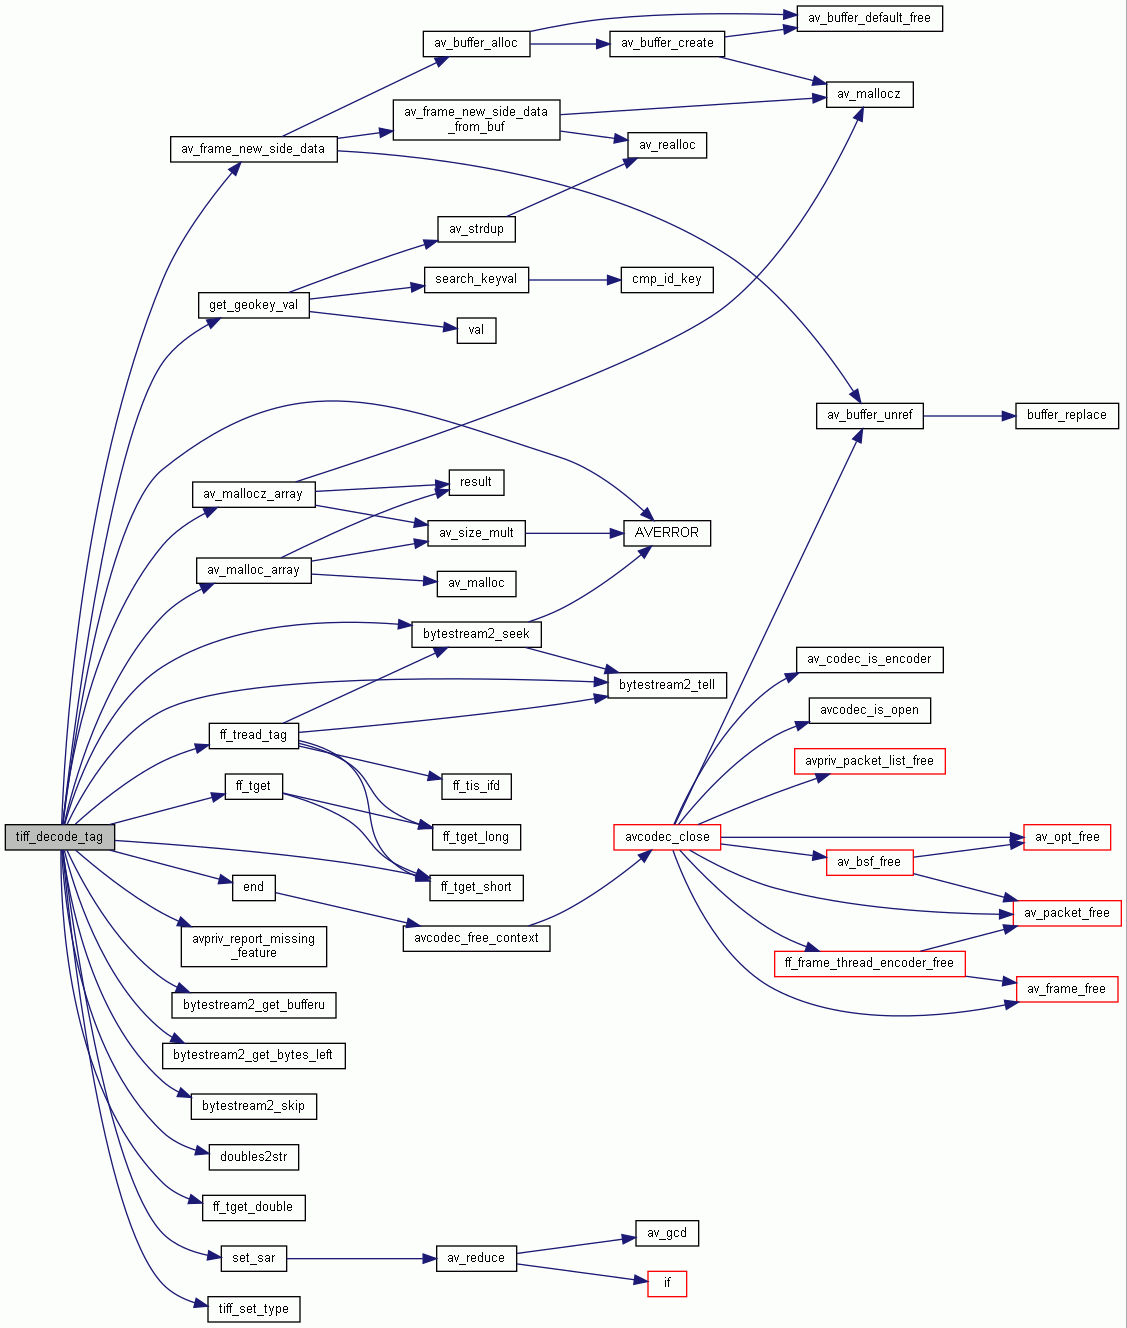 av_buffer_default_free
av_buffer_alloc
av_buffer_create
av_mallocz
av_frame_new_side_data
_from_buf
av_realloc
av_frame_new_side_data
av_strdup
search_keyval
cmp_id_key
get_geokey_val
val
av_buffer_unref
buffer_replace
result
av_mallocz_array
av_size_mult
AVERROR
av_malloc_array
av_malloc
bytestream2_seek
av_codec_is_encoder
bytestream2_tell
avcodec_is_open
ff_tread_tag
avpriv_packet_list_free
ff_tget
ff_tis_ifd
tiff_decode_tag
ff_tget_long
avcodec_close
av_opt_free
av_bsf_free
end
ff_tget_short
av_packet_free
avpriv_report_missing
_feature
avcodec_free_context
ff_frame_thread_encoder_free
av_frame_free
bytestream2_get_bufferu
bytestream2_get_bytes_left
bytestream2_skip
doubles2str
ff_tget_double
av_gcd
set_sar
av_reduce
if
tiff_set_type